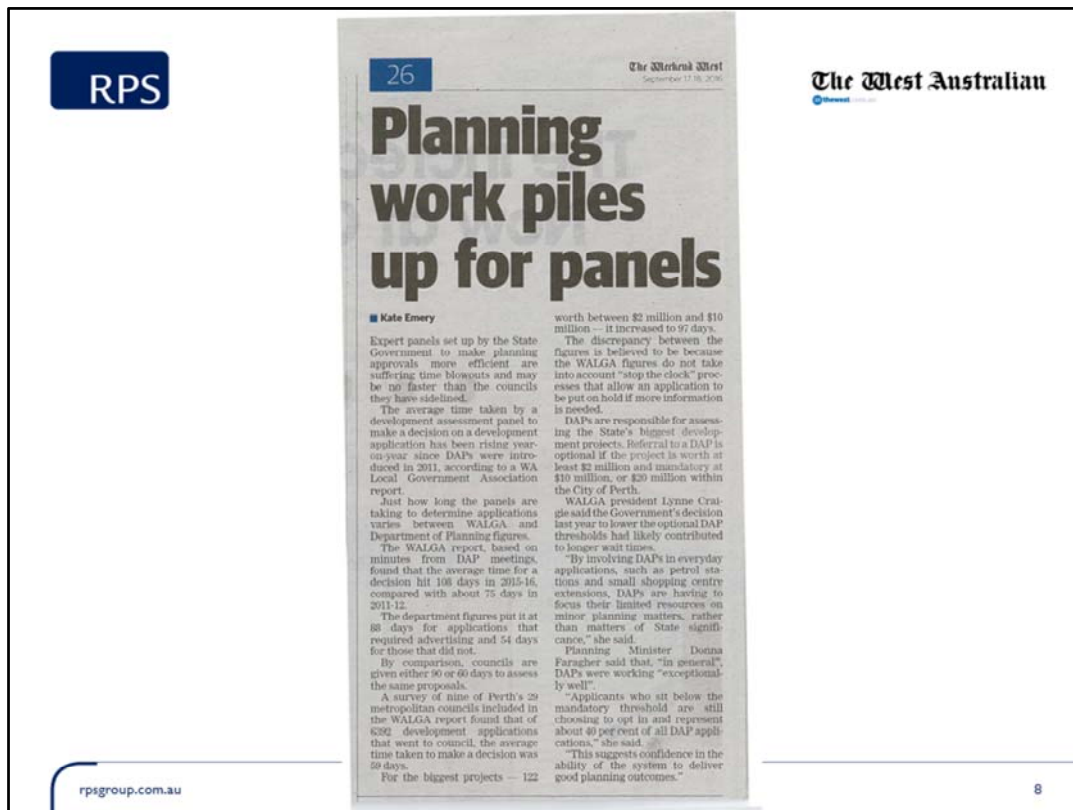 RPS
26
The Weekend West
September 17-18, 2016
The West Australian
thewest.com.au
Planning
work piles
up for panels
Kate Emery
Expert panels set up by the State
Government to make planning
approvals more efficient are
suffering time blowouts and may
be no faster than the councils
they have sidelined.
The average time taken by a
development assessment panel to
make a decision on a development
application has been rising year-
on-year since DAPs were intro-
duced in 2011, according to a WA
Local Government Association
report.
Just how long the panels are
taking to determine applications
varies between WALGA and
Department of Planning figures.
The WALGA report, based on
minutes from DAP meetings,
found that the average time for a
decision hit 108 days in 2015-16,
compared with about 75 days in
2011-12.
The department figures put it at
88 days for applications that
required advertising and 54 days
for those that did not.
By comparison, councils are
given either 90 or 60 days to assess
the same proposals.
A survey of nine of Perth's 29
metropolitan councils included in
the WALGA report found that of
6392 development applications
that went to council, the average
time taken to make a decision was
59 days.
For the biggest projects — 122
worth between $2 million and $10
million — it increased to 97 days.
The discrepancy between the
figures is believed to be because
the WALGA figures do not take
into account "stop the clock" proc-
esses that allow an application to
be put on hold if more information
is needed.
DAPs are responsible for assess-
ing the State's biggest develop-
ment projects. Referral to a DAP is
optional if the project is worth at
least $2 million and mandatory at
$10 million, or $20 million within
the City of Perth.
WALGA president Lynne Crai-
gie said the Government's decision
last year to lower the optional DAP
thresholds had likely contributed
to longer wait times.
"By involving DAPs in everyday
applications, such as petrol sta-
tions and small shopping centre
extensions, DAPs are having to
focus their limited resources on
minor planning matters, rather
than matters of State signifi-
cance," she said.
Planning Minister Donna
Faragher said that, "in general",
DAPs were working "exceptional-
ly well".
"Applicants who sit below the
mandatory threshold are still
choosing to opt in and represent
about 40 per cent of all DAP appli-
cations," she said.
"This suggests confidence in the
ability of the system to deliver
good planning outcomes."
rpsgroup.com.au
8